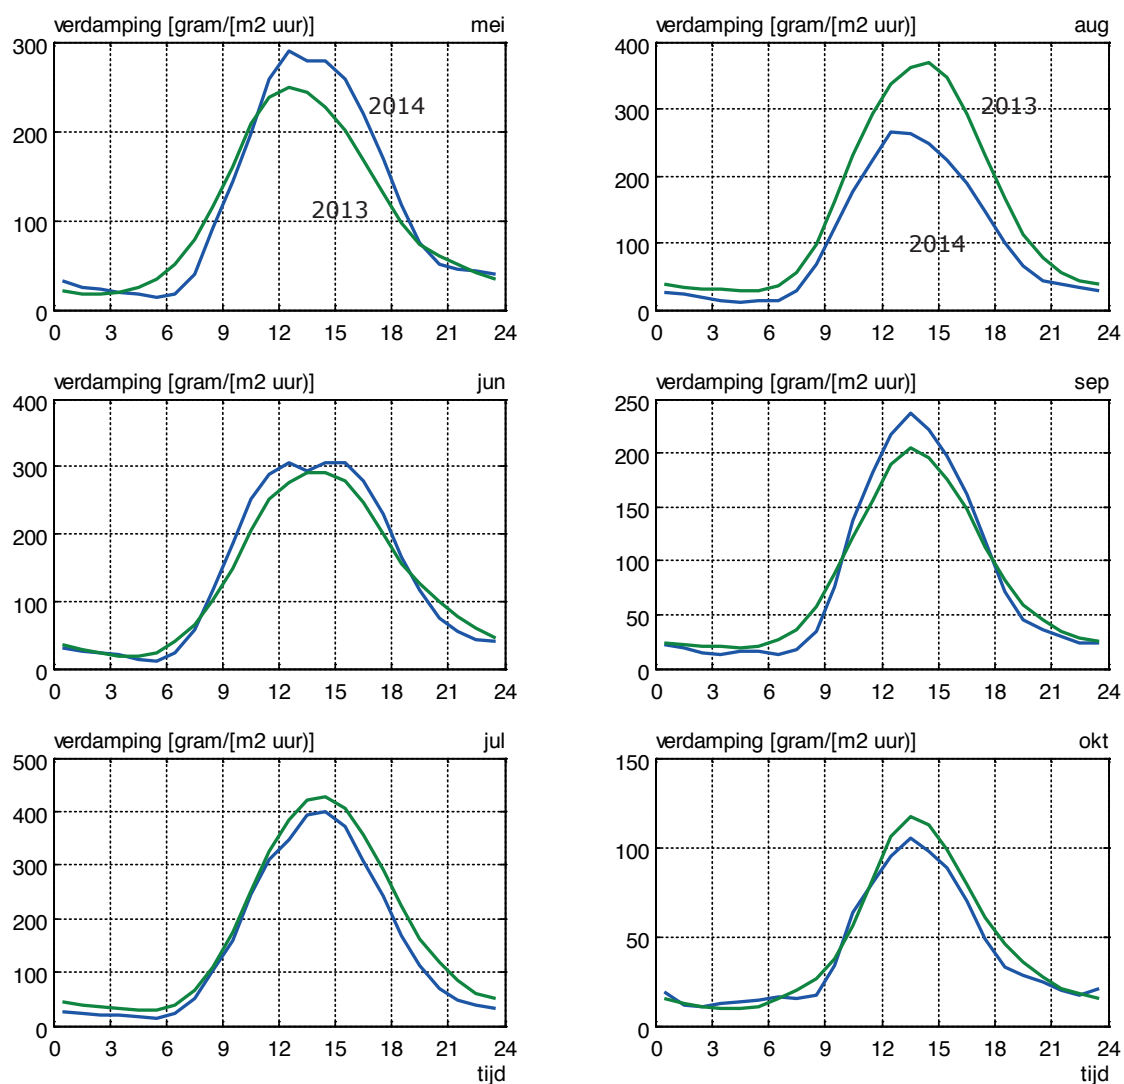 verdamping [gram/[m2 uur)] mei
300
200
100
0
2014
2013
0 3 6 9 12 15 18 21 24
verdamping [gram/[m2 uur)] aug
400
300
200
100
0
2013
2014
0 3 6 9 12 15 18 21 24
verdamping [gram/[m2 uur)] jun
400
300
200
100
0
0 3 6 9 12 15 18 21 24
verdamping [gram/[m2 uur)] sep
250
200
150
100
50
0
0 3 6 9 12 15 18 21 24
verdamping [gram/[m2 uur)] jul
500
400
300
200
100
0
0 3 6 9 12 15 18 21 24
tijd
verdamping [gram/[m2 uur)] okt
150
100
50
0
0 3 6 9 12 15 18 21 24
tijd